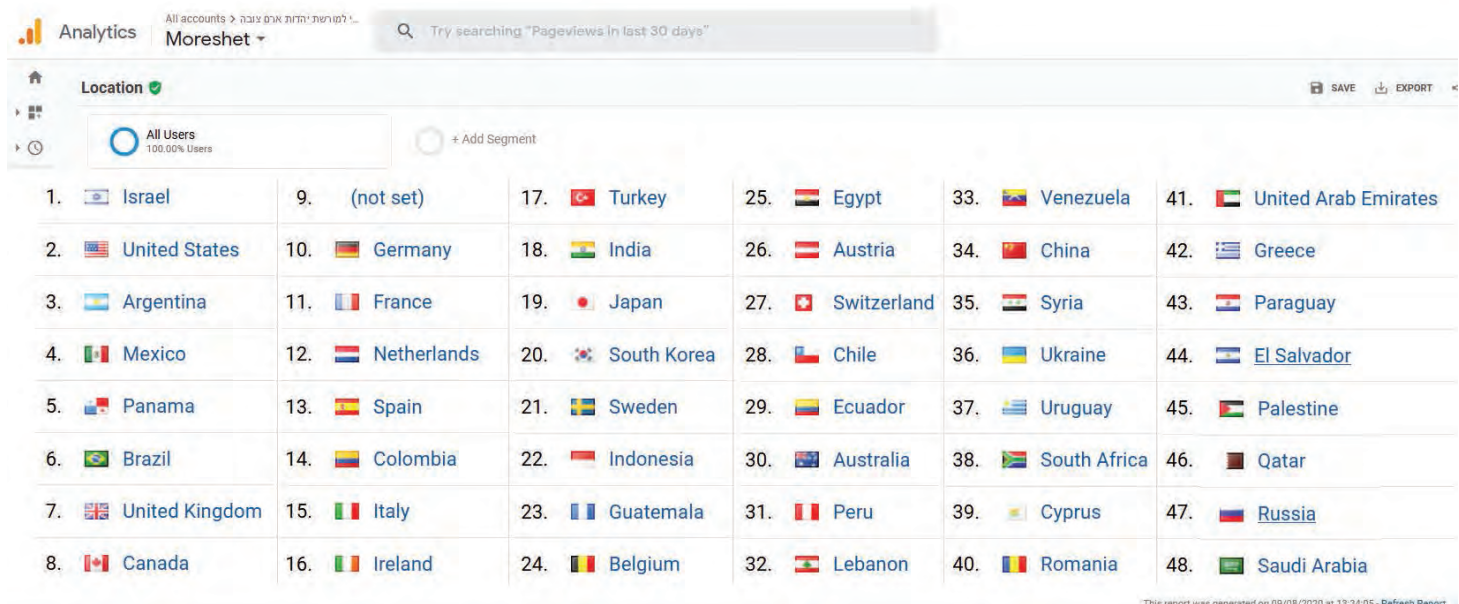 All accounts > י למורשת יהדות ארם צובה...
Analytics
Moreshet
Try searching "Pageviews in last 30 days"
Location
SAVE
EXPORT
All Users
100.00% Users
+ Add Segment
1. Israel
2. United States
3. Argentina
4. Mexico
5. Panama
6. Brazil
7. United Kingdom
8. Canada
9. (not set)
10. Germany
11. France
12. Netherlands
13. Spain
14. Colombia
15. Italy
16. Ireland
17. Turkey
18. India
19. Japan
20. South Korea
21. Sweden
22. Indonesia
23. Guatemala
24. Belgium
25. Egypt
26. Austria
27. Switzerland
28. Chile
29. Ecuador
30. Australia
31. Peru
32. Lebanon
33. Venezuela
34. China
35. Syria
36. Ukraine
37. Uruguay
38. South Africa
39. Cyprus
40. Romania
41. United Arab Emirates
42. Greece
43. Paraguay
44. El Salvador
45. Palestine
46. Qatar
47. Russia
48. Saudi Arabia
This report was generated on 09/08/2020 at 13:24:05 - Refresh Report